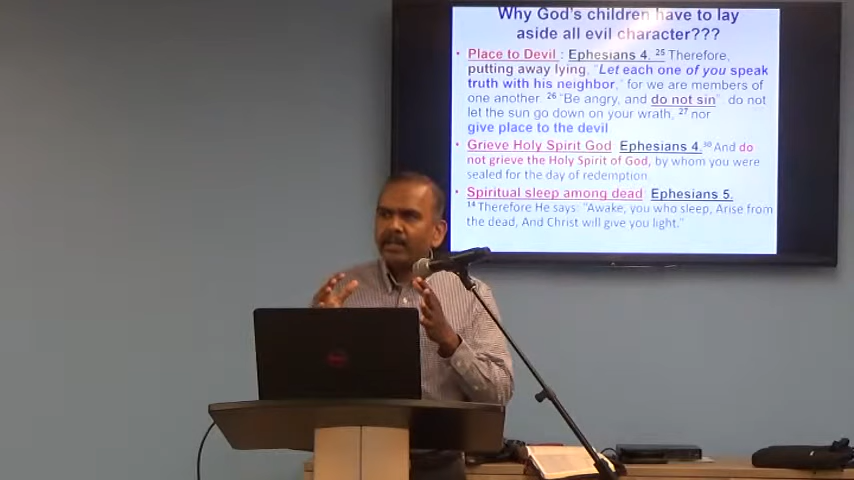 Why God's children have to lay
aside all evil character???
• Place to Devil : Ephesians 4. 25 Therefore,
putting away lying, "Let each one of you speak
truth with his neighbor," for we are members of
one another. 26 "Be angry, and do not sin": do not
let the sun go down on your wrath, 27 nor
give place to the devil
• Grieve Holy Spirit God Ephesians 4.30 And do
not grieve the Holy Spirit of God, by whom you were
sealed for the day of redemption.
• Spiritual sleep among dead: Ephesians 5.
14 Therefore He says: "Awake, you who sleep, Arise from
the dead, And Christ will give you light."